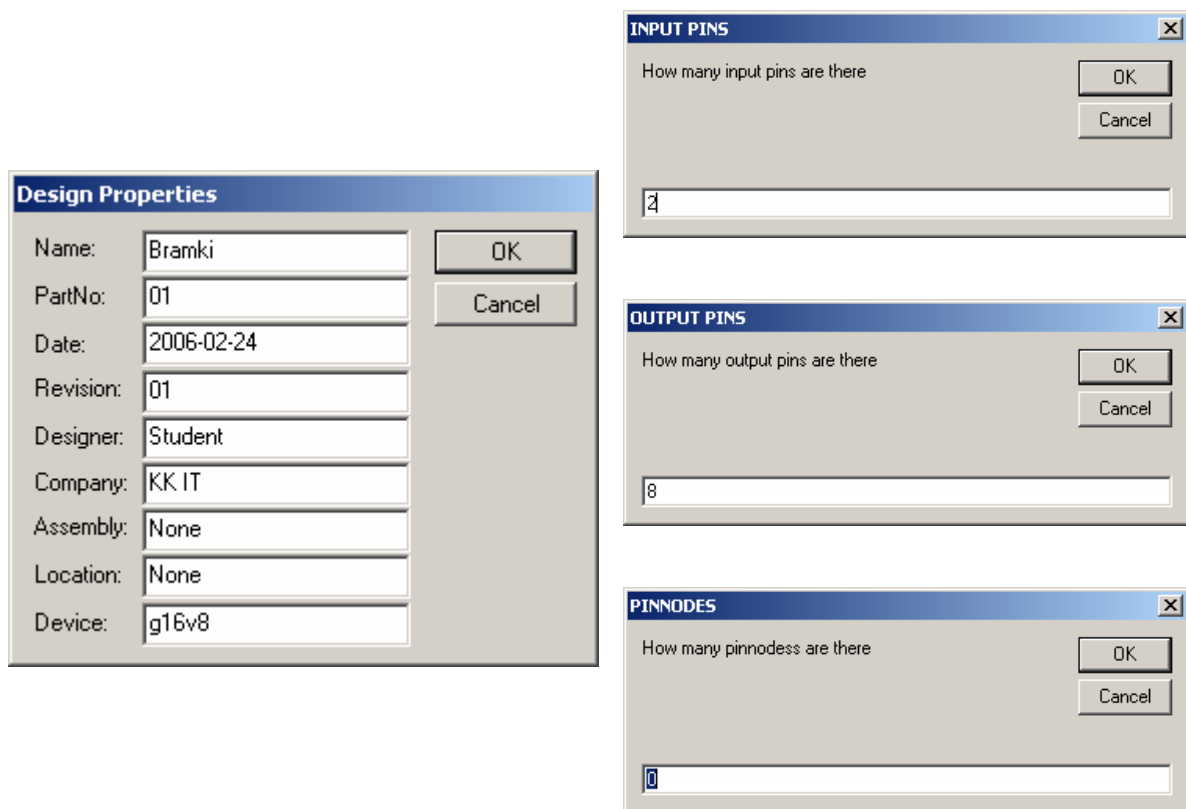 Design Properties
Name: Bramki
OK
PartNo: 01
Cancel
Date: 2006-02-24
Revision: 01
Designer: Student
Company: KK IT
Assembly: None
Location: None
Device: g16v8
INPUT PINS
How many input pins are there
OK
Cancel
2
OUTPUT PINS
How many output pins are there
OK
Cancel
8
PINNODES
How many pinnodess are there
OK
Cancel
0